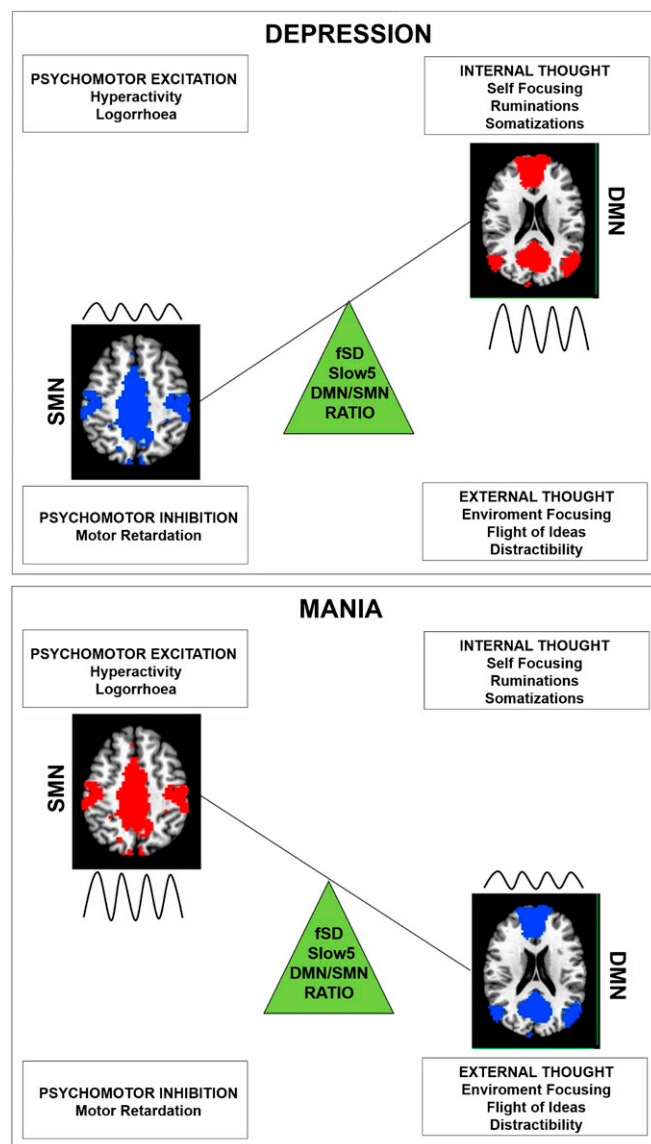 DEPRESSION
PSYCHOMOTOR EXCITATION
Hyperactivity
Logorrhoea
INTERNAL THOUGHT
Self Focusing
Ruminations
Somatizations
DMN
SMN
fSD
Slow5
DMN/SMN
RATIO
PSYCHOMOTOR INHIBITION
Motor Retardation
EXTERNAL THOUGHT
Enviroment Focusing
Flight of Ideas
Distractibility
MANIA
PSYCHOMOTOR EXCITATION
Hyperactivity
Logorrhoea
INTERNAL THOUGHT
Self Focusing
Ruminations
Somatizations
SMN
fSD
Slow5
DMN/SMN
RATIO
DMN
PSYCHOMOTOR INHIBITION
Motor Retardation
EXTERNAL THOUGHT
Enviroment Focusing
Flight of Ideas
Distractibility